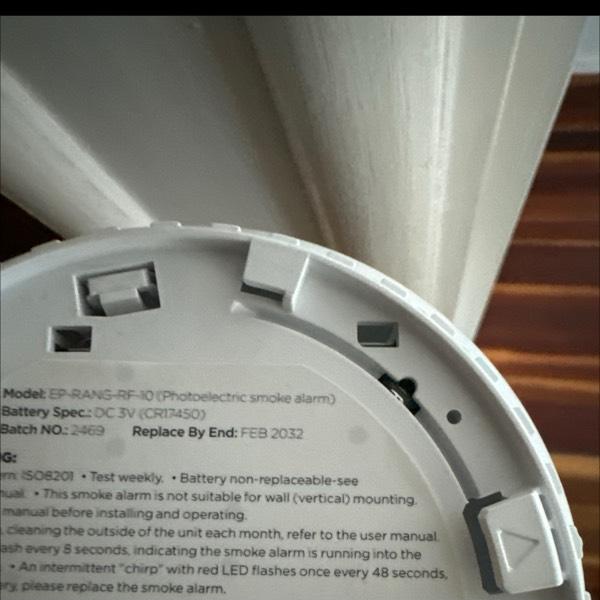 Model: EP-RANG-RF-10 (Photoelectric smoke alarm)
Battery Spec.: DC 3V (CR17450)
Batch NO.: 2469 Replace By End: FEB 2032
G:
ISO8201 • Test weekly. • Battery non-replaceable-see
• This smoke alarm is not suitable for wall (vertical) mounting.
manual before installing and operating.
cleaning the outside of the unit each month, refer to the user manual.
every 8 seconds, indicating the smoke alarm is running into the
• An intermittent "chirp" with red LED flashes once every 48 seconds,
please replace the smoke alarm.